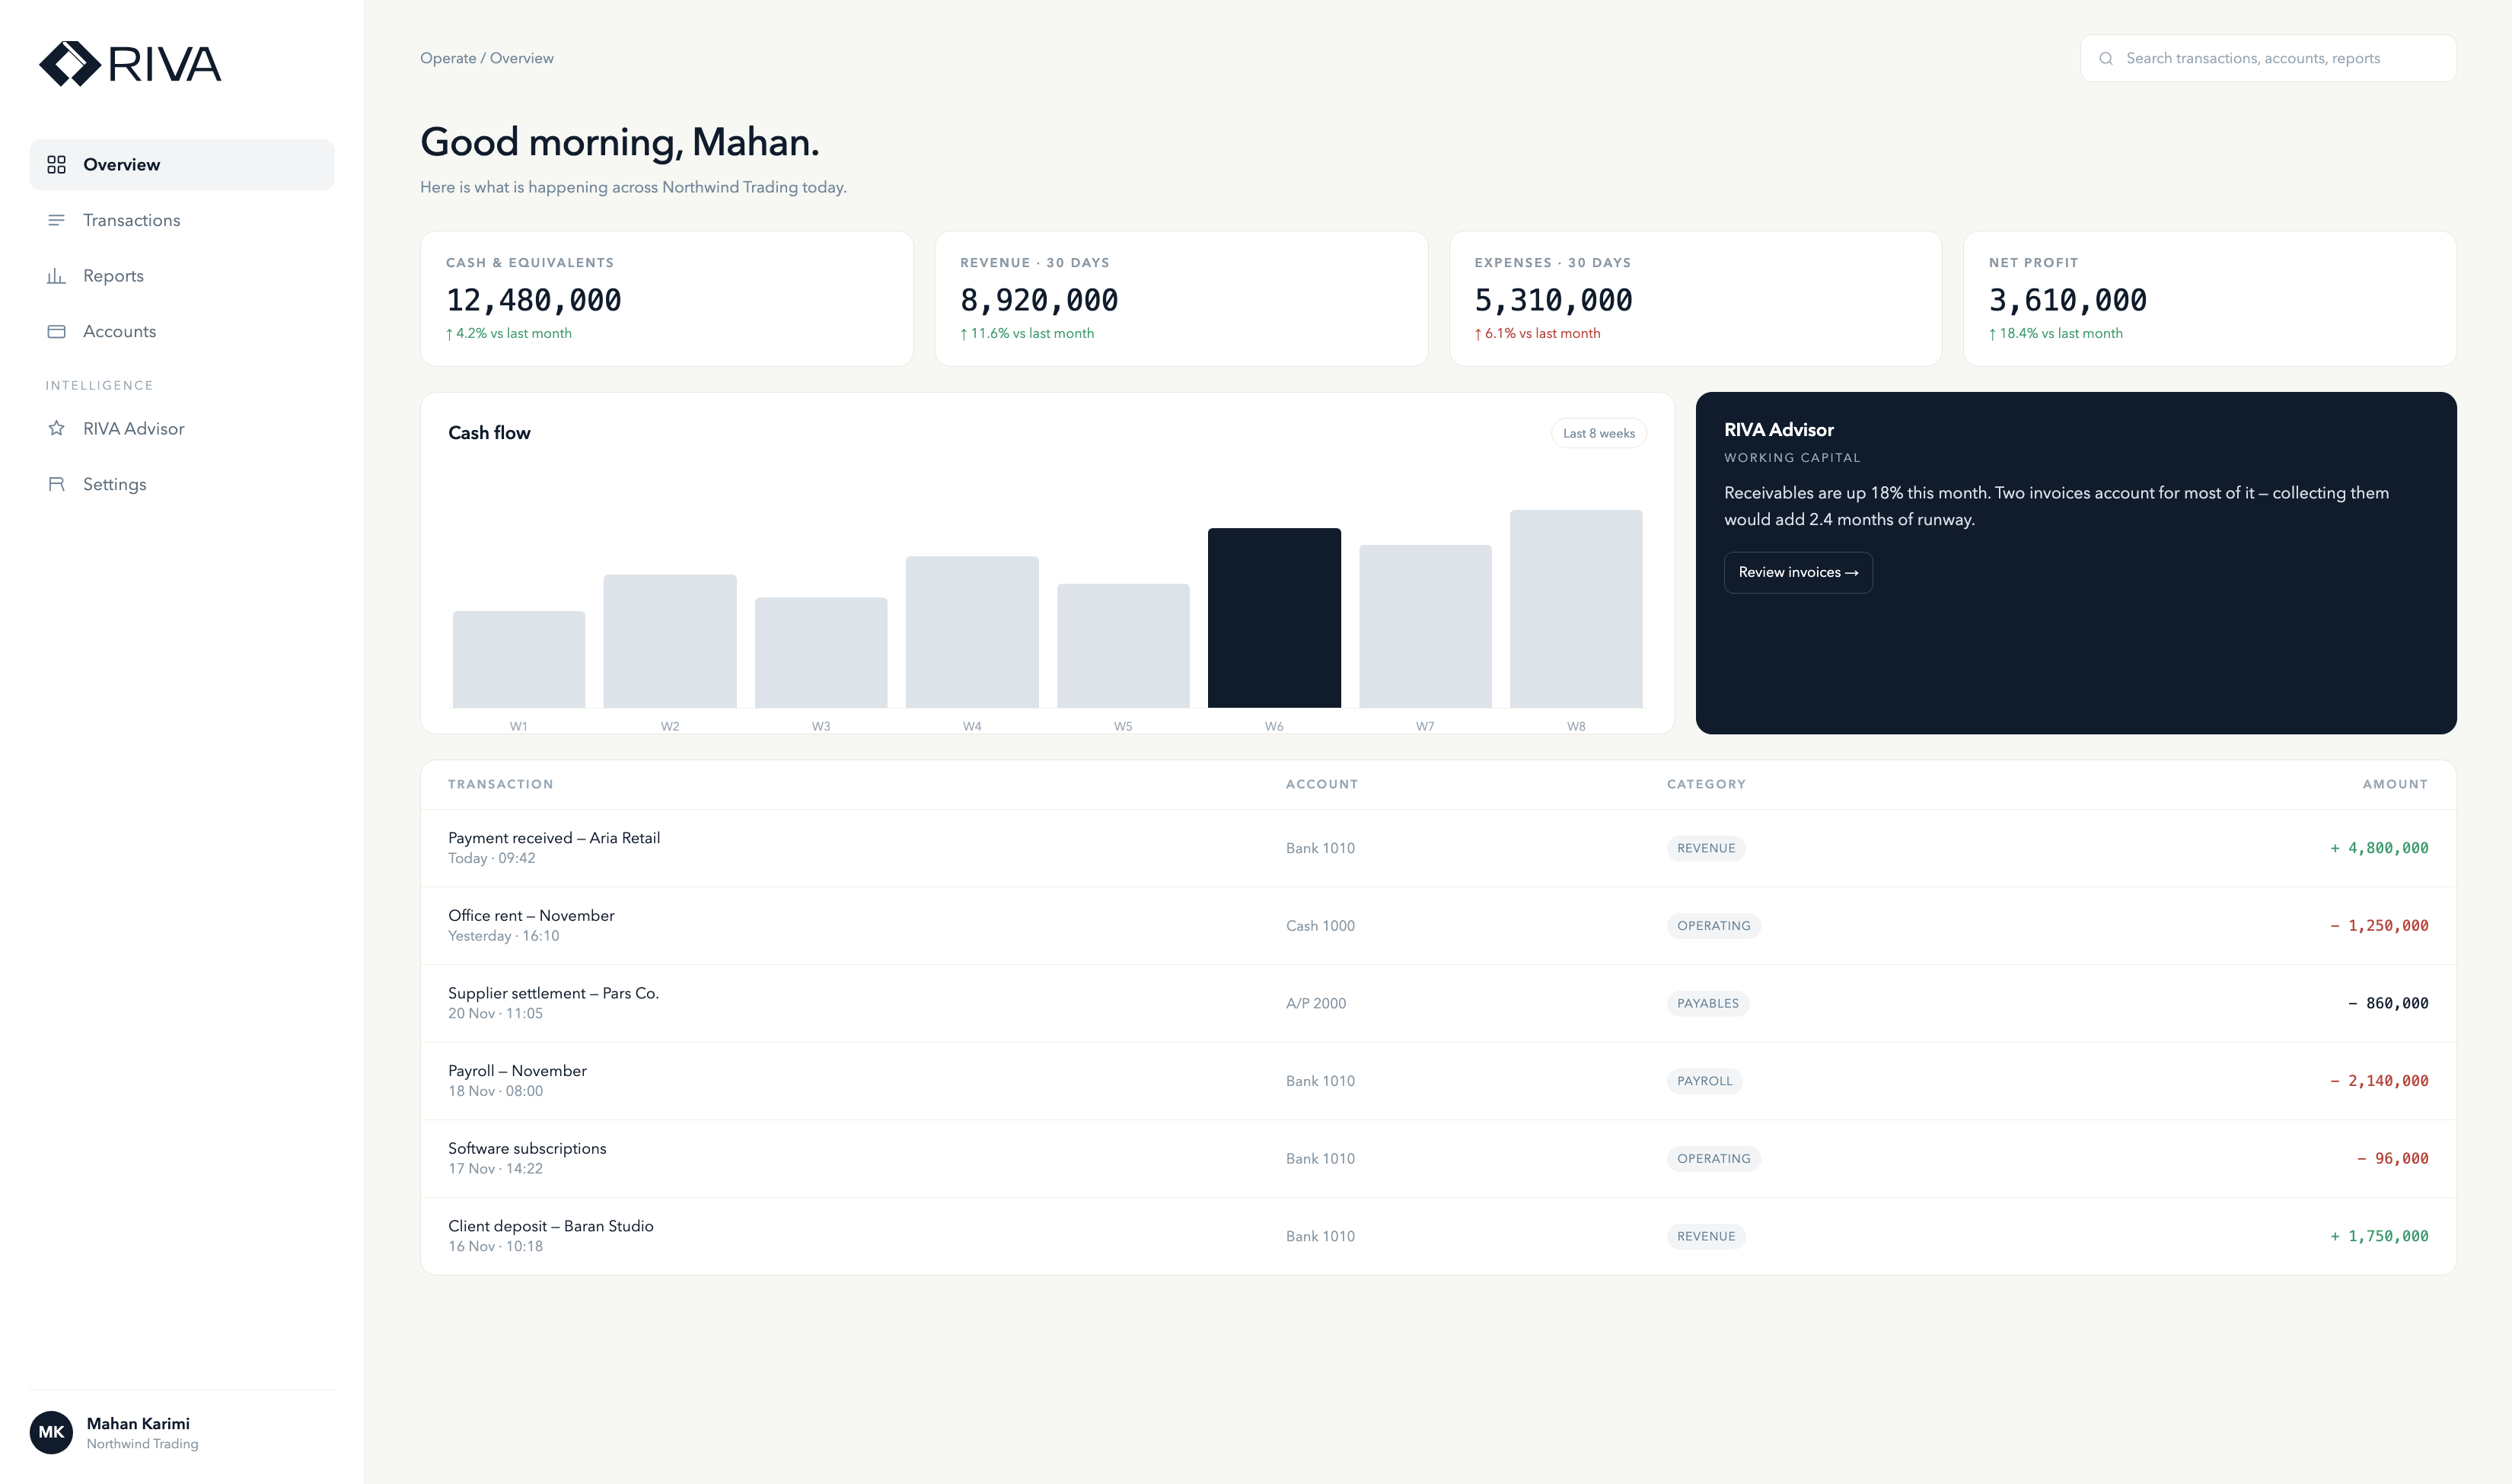 RIVA
Overview
Transactions
Reports
Accounts
INTELLIGENCE
RIVA Advisor
Settings
MK
Mahan Karimi
Northwind Trading
Operate / Overview
Search transactions, accounts, reports
Good morning, Mahan.
Here is what is happening across Northwind Trading today.
CASH & EQUIVALENTS
12,480,000
↑ 4.2% vs last month
REVENUE · 30 DAYS
8,920,000
↑ 11.6% vs last month
EXPENSES · 30 DAYS
5,310,000
↑ 6.1% vs last month
NET PROFIT
3,610,000
↑ 18.4% vs last month
Cash flow
Last 8 weeks
W1 W2 W3 W4 W5 W6 W7 W8
RIVA Advisor
WORKING CAPITAL
Receivables are up 18% this month. Two invoices account for most of it – collecting them
would add 2.4 months of runway.
Review invoices →
TRANSACTION ACCOUNT CATEGORY AMOUNT
Payment received – Aria Retail
Today · 09:42
Bank 1010
REVENUE
+ 4,800,000
Office rent – November
Yesterday · 16:10
Cash 1000
OPERATING
− 1,250,000
Supplier settlement – Pars Co.
20 Nov · 11:05
A/P 2000
PAYABLES
− 860,000
Payroll – November
18 Nov · 08:00
Bank 1010
PAYROLL
− 2,140,000
Software subscriptions
17 Nov · 14:22
Bank 1010
OPERATING
− 96,000
Client deposit – Baran Studio
16 Nov · 10:18
Bank 1010
REVENUE
+ 1,750,000